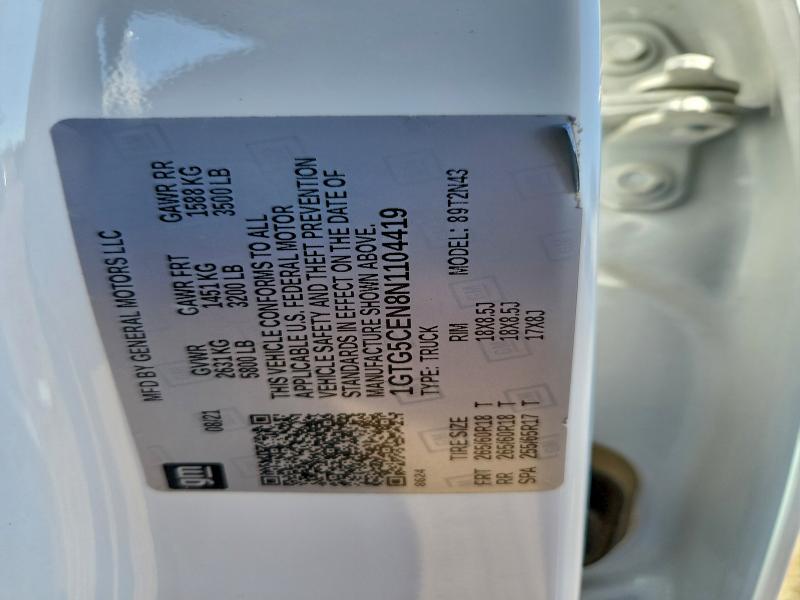 gm
08/21
MFD BY GENERAL MOTORS LLC
GVWR GAWR FRT GAWR RR
2631KG 1451 KG 1588 KG
5800 LB 3200 LB 3500 LB
THIS VEHICLE CONFORMS TO ALL
APPLICABLE U.S. FEDERAL MOTOR
VEHICLE SAFETY AND THEFT PREVENTION
STANDARDS IN EFFECT ON THE DATE OF
MANUFACTURE SHOWN ABOVE.
1GTG5CEN8N1104419
TYPE: TRUCK MODEL: 89T2N43
8624
TIRE SIZE RIM
FRT 265/60R18 T 18X8.5J
RR 265/60R18 T 18X8.5J
SPA 255/65R17 T 17X8J